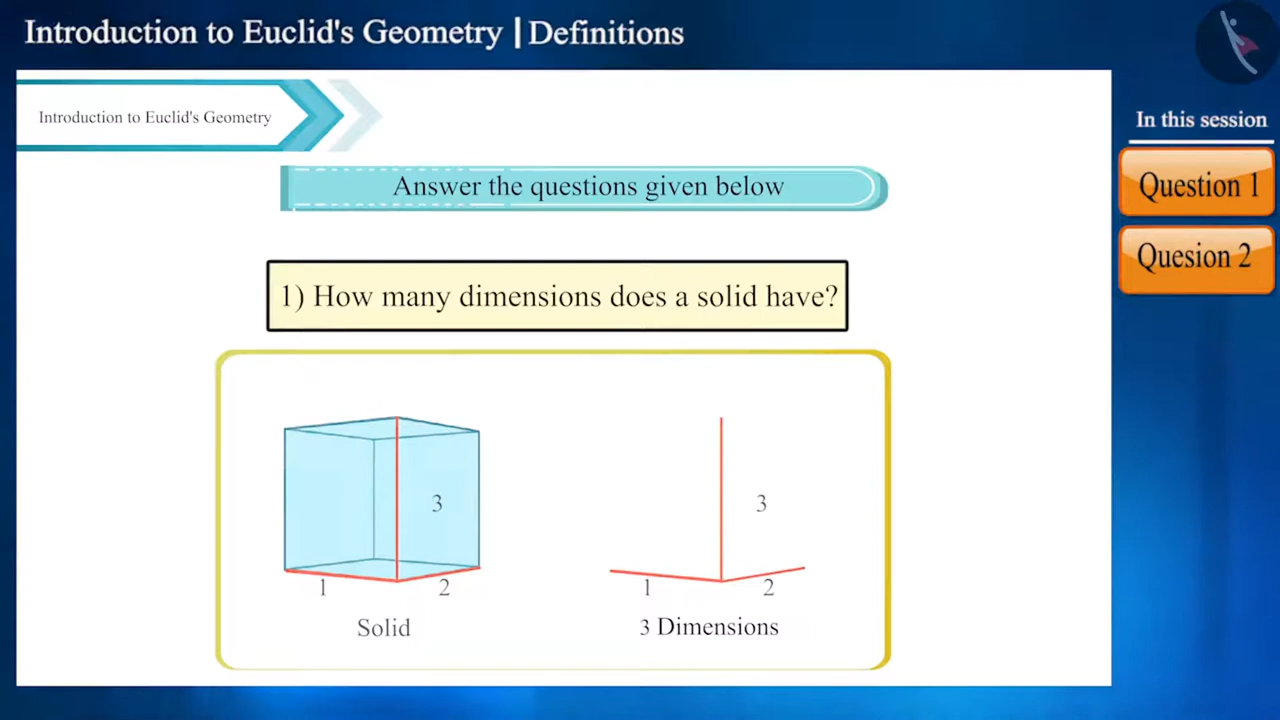 Introduction to Euclid's Geometry | Definitions
Introduction to Euclid's Geometry
In this session
Question 1
Quesion 2
Answer the questions given below
1) How many dimensions does a solid have?
3
1
2
Solid
3
1
2
3 Dimensions